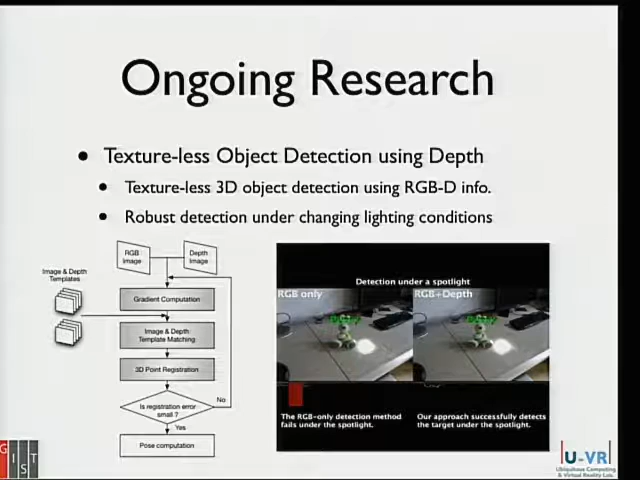 Ongoing Research
• Texture-less Object Detection using Depth
• Texture-less 3D object detection using RGB-D info.
• Robust detection under changing lighting conditions
RGB
Image
Depth
Image
Image & Depth
Templates
Gradient Computation
Image & Depth
Template Matching
3D Point Registration
Is registration error
small ?
No
Yes
Pose computation
Detection under a spotlight
RGB only
RGB+Depth
The RGB-only detection method
fails under the spotlight.
Our approach successfully detects
the target under the spotlight.
GIST
U-VR
Ubiquitous Computing
& Virtual Reality Lab.